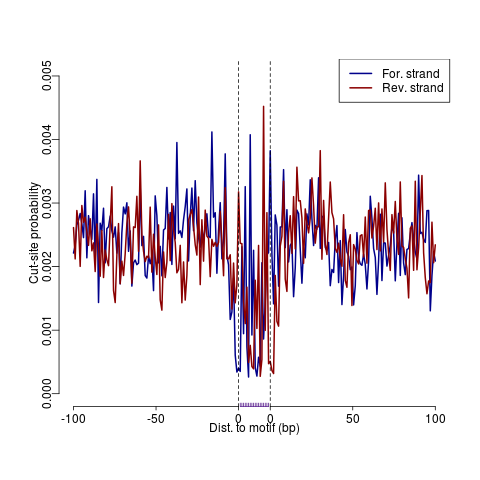 For. strand
Rev. strand
Cut-site probability
0.005
0.004
0.003
0.002
0.001
0.000
-100 -50 0 0 50 100
Dist. to motif (bp)